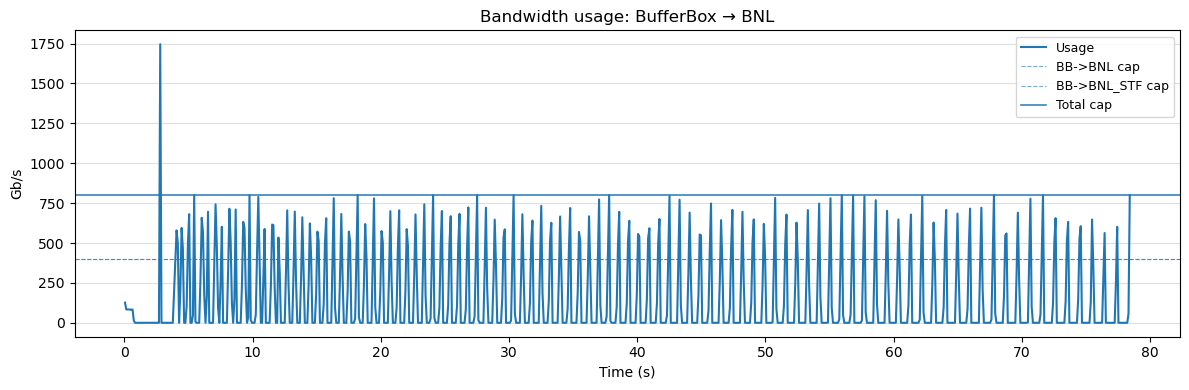 Bandwidth usage: BufferBox → BNL
Usage
BB->BNL cap
BB->BNL_STF cap
Total cap
1750
1500
1250
1000
750
500
250
0
Gb/s
0 10 20 30 40 50 60 70 80
Time (s)